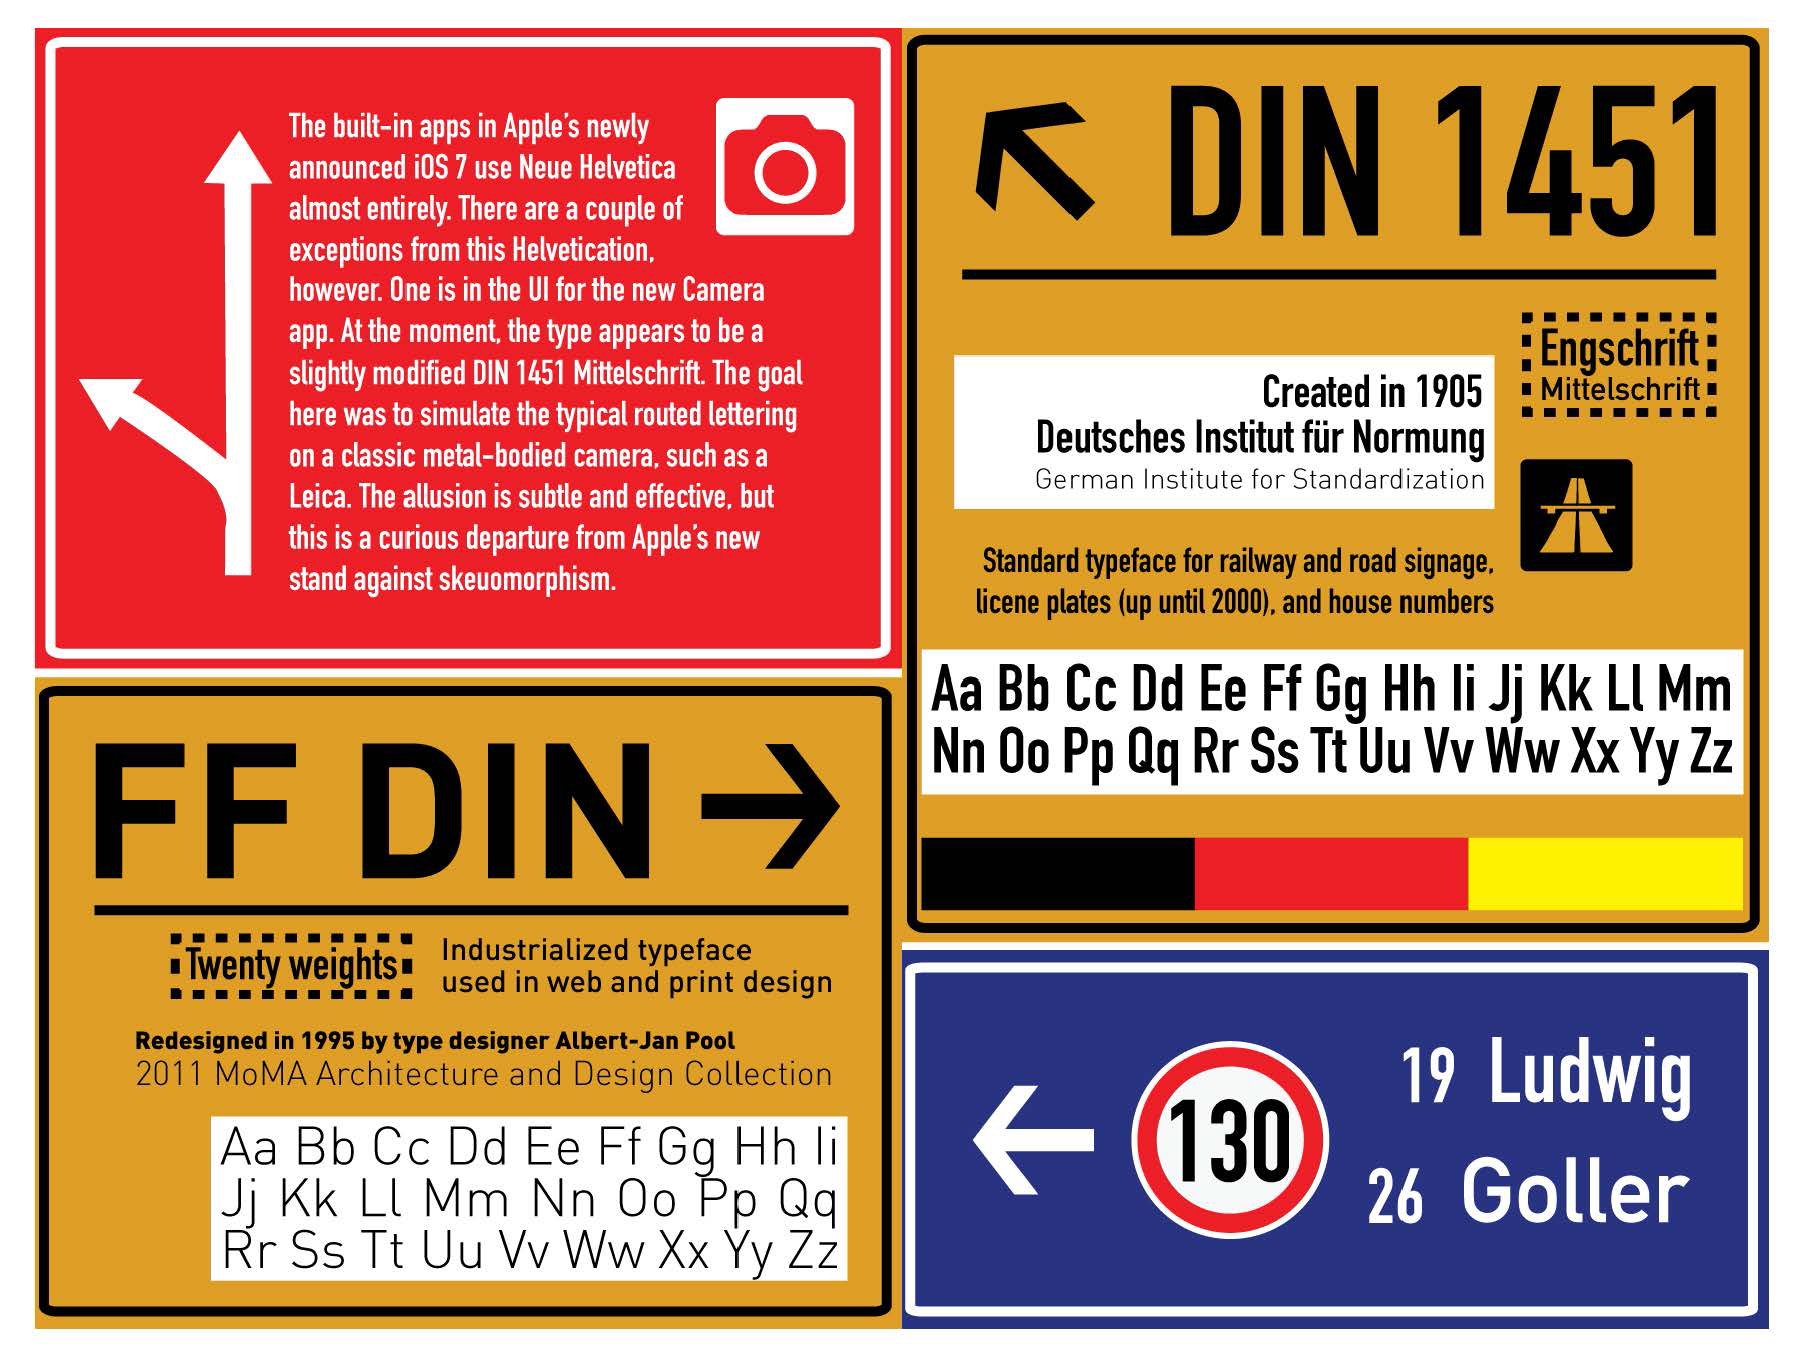 The built-in apps in Apple's newly
announced iOS 7 use Neue Helvetica
almost entirely. There are a couple of
exceptions from this Helvetication,
however. One is in the UI for the new Camera
app. At the moment, the type appears to be a
slightly modified DIN 1451 Mittelschrift. The goal
here was to simulate the typical routed lettering
on a classic metal-bodied camera, such as a
Leica. The allusion is subtle and effective, but
this is a curious departure from Apple's new
stand against skeuomorphism.
DIN 1451
Engschrift
Mittelschrift
Created in 1905
Deutsches Institut für Normung
German Institute for Standardization
Standard typeface for railway and road signage,
licene plates (up until 2000), and house numbers
Aa Bb Cc Dd Ee Ff Gg Hh Ii Jj Kk Ll Mm
Nn Oo Pp Qq Rr Ss Tt Uu Vv Ww Xx Yy Zz
FF DIN
Twenty weights
Industrialized typeface
used in web and print design
Redesigned in 1995 by type designer Albert-Jan Pool
2011 MoMA Architecture and Design Collection
Aa Bb Cc Dd Ee Ff Gg Hh Ii
Jj Kk Ll Mm Nn Oo Pp Qq
Rr Ss Tt Uu Vv Ww Xx Yy Zz
130
19 Ludwig
26 Goller